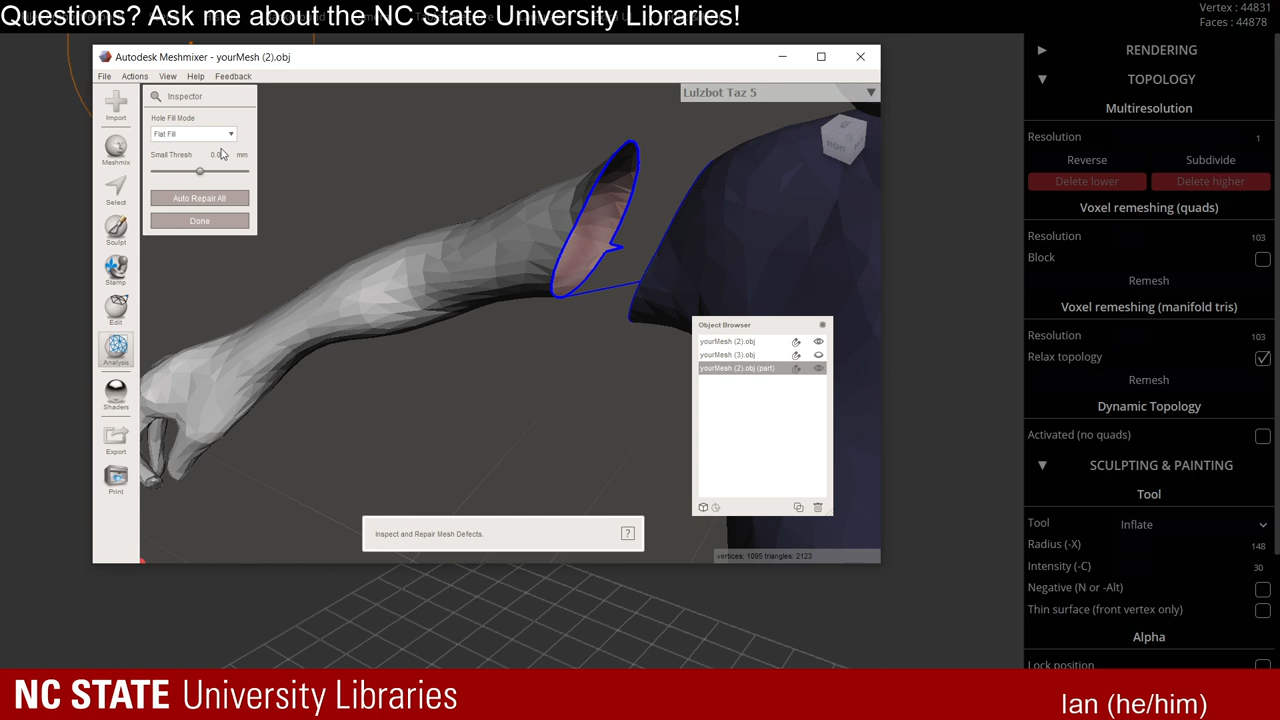 Questions? Ask me about the NC State University Libraries!
Vertex : 44831
Faces : 44878
Autodesk Meshmixer - yourMesh (2).obj
File Actions View Help Feedback
Import
Meshmix
Select
Sculpt
Stamp
Edit
Analysis
Shaders
Export
Print
Inspector
Hole Fill Mode
Flat Fill
Small Thresh mm
Auto Repair All
Done
Lulzbot Taz 5
RIGHT
Object Browser
yourMesh (2).obj
yourMesh (3).obj
yourMesh (2).obj (part)
Inspect and Repair Mesh Defects. ?
vertices: 1095 triangles: 2123
RENDERING
TOPOLOGY
Multiresolution
Resolution 1
Reverse Subdivide
Delete lower Delete higher
Voxel remeshing (quads)
Resolution 103
Block
Remesh
Voxel remeshing (manifold tris)
Resolution 103
Relax topology
Remesh
Dynamic Topology
Activated (no quads)
SCULPTING & PAINTING
Tool
Tool Inflate
Radius (-X) 148
Intensity (-C) 30
Negative (N or -Alt)
Thin surface (front vertex only)
Alpha
Lock position
NC STATE University Libraries
Ian (he/him)